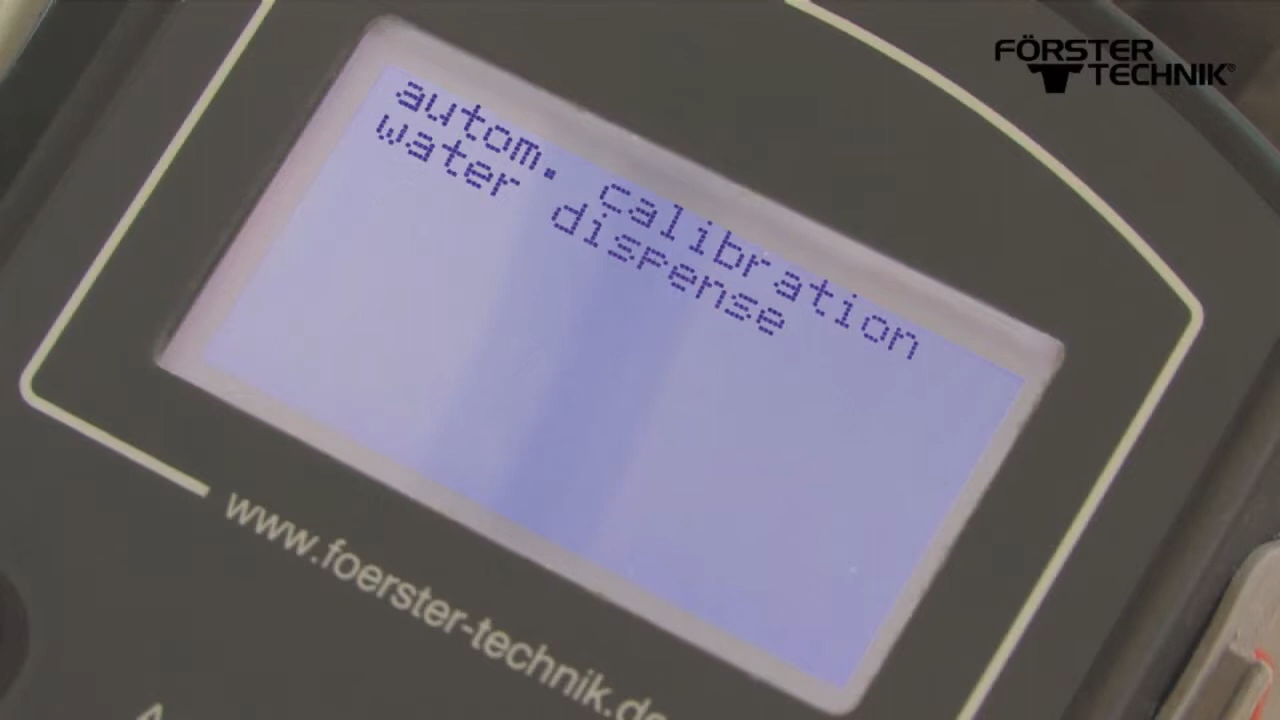 FÖRSTER
TECHNIK®
autom. calibration
water dispense
www.foerster-technik.de